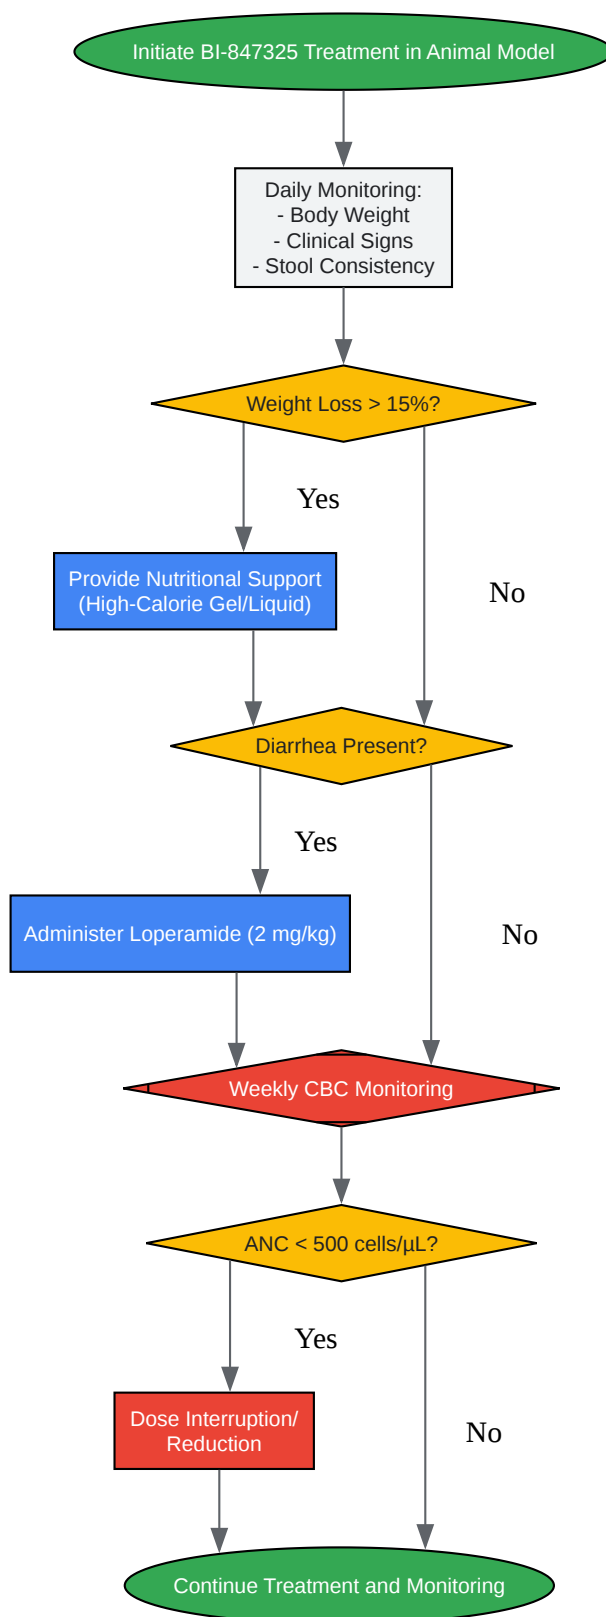 Initiate BI-847325 Treatment in Animal Model
Daily Monitoring:
- Body Weight
- Clinical Signs
- Stool Consistency
Weight Loss > 15%?
Yes
Provide Nutritional Support
(High-Calorie Gel/Liquid)
No
Diarrhea Present?
Yes
Administer Loperamide (2 mg/kg)
No
Weekly CBC Monitoring
ANC < 500 cells/µL?
Yes
Dose Interruption/
Reduction
No
Continue Treatment and Monitoring